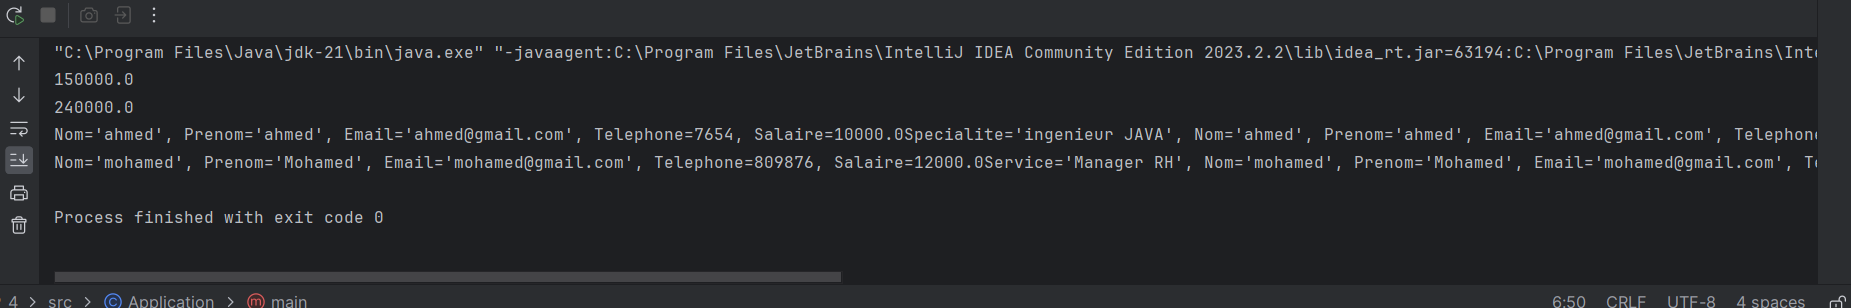 "C:\Program Files\Java\jdk-21\bin\java.exe" "-javaagent:C:\Program Files\JetBrains\IntelliJ IDEA Community Edition 2023.2.2\lib\idea_rt.jar=63194:C:\Program Files\JetBrains\Inte
150000.0
240000.0
Nom='ahmed', Prenom='ahmed', Email='ahmed@gmail.com', Telephone=7654, Salaire=10000.0Specialite='ingenieur JAVA', Nom='ahmed', Prenom='ahmed', Email='ahmed@gmail.com', Telephon
Nom='mohamed', Prenom='Mohamed', Email='mohamed@gmail.com', Telephone=809876, Salaire=12000.0Service='Manager RH', Nom='mohamed', Prenom='Mohamed', Email='mohamed@gmail.com', Te
Process finished with exit code 0
4 > src > Application > main 6:50 CRLF UTF-8 4 spaces